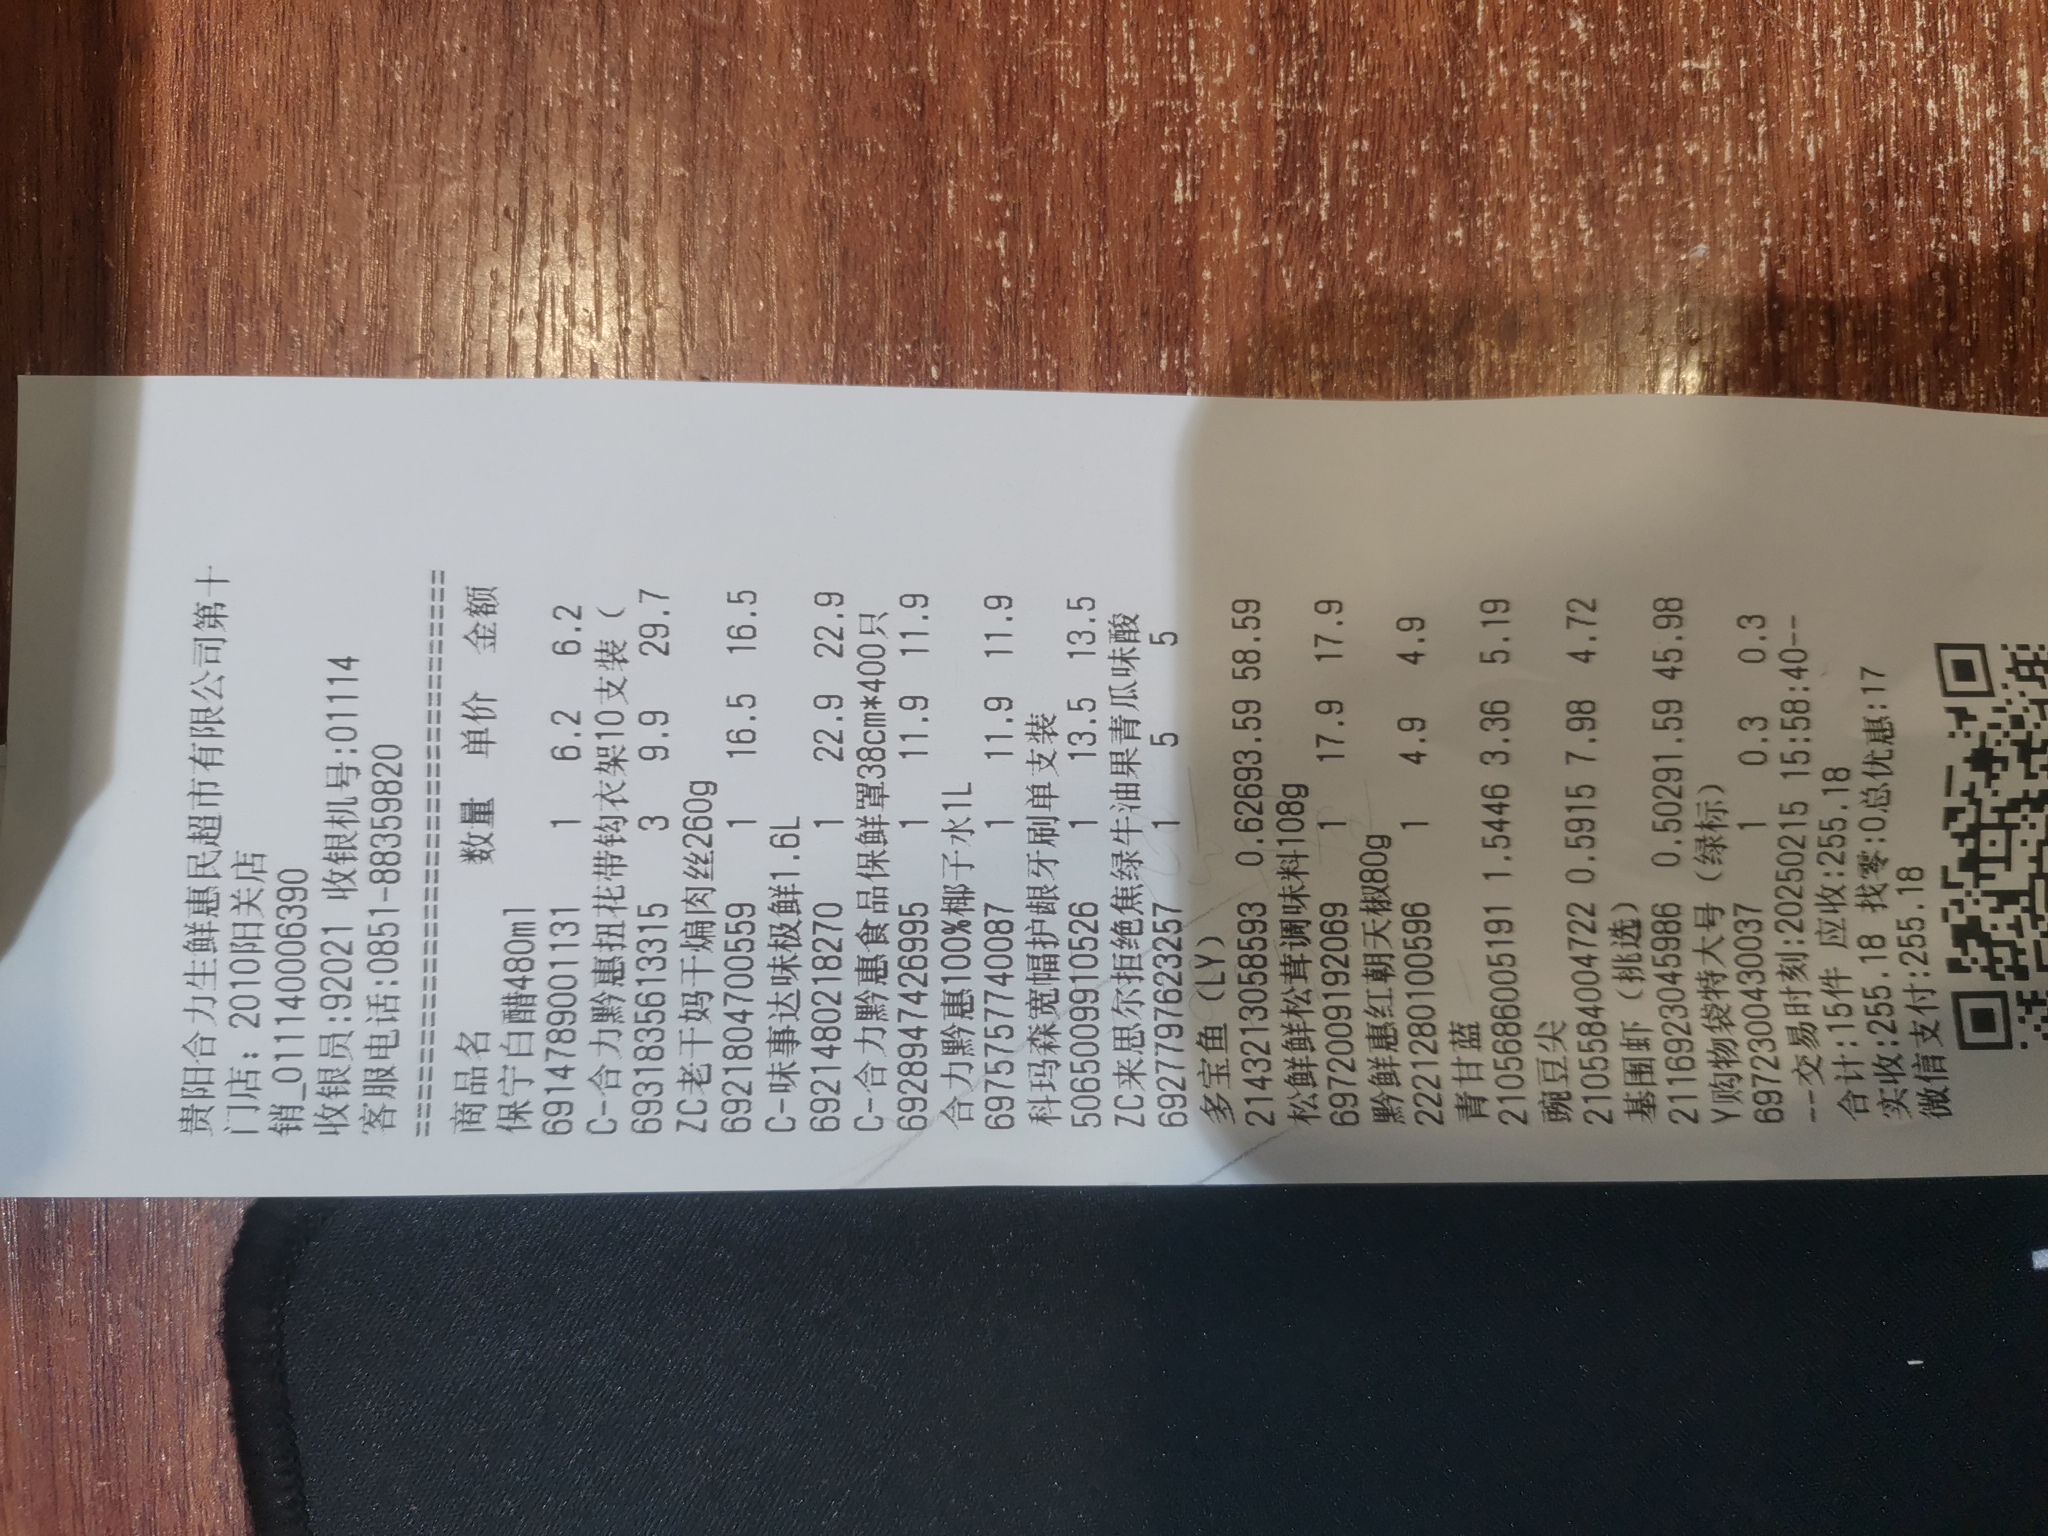 贵阳合力生鲜惠民超市有限公司第十
门店: 2010阳关店
销_0111400006390
收银员:92021 收银机号:01114
客服电话:0851-88359820
========================================
商品名 数量 单价 金额
保宁白醋480ml
6914789001131 1 6.2 6.2
C-合力黔惠扭花带钩衣架10支装(
6931835613315 3 9.9 29.7
ZC老干妈干煸肉丝260g
6921804700559 1 16.5 16.5
C-味事达味极鲜1.6L
6921480218270 1 22.9 22.9
C-合力黔惠食品保鲜罩38cm*400只
6928947426995 1 11.9 11.9
合力黔惠100%椰子水1L
6975757740087 1 11.9 11.9
科玛森宽幅护龈牙刷单支装
5065009910526 1 13.5 13.5
ZC来思尔拒绝焦绿牛油果青瓜味酸
6927797623257 1 5 5
多宝鱼(LY)
2143213058593 0.62693.59 58.59
松鲜鲜松茸调味料108g
6972009192069 1 17.9 17.9
黔鲜惠红朝天椒80g
2221280100596 1 4.9 4.9
青甘蓝
2105686005191 1.5446 3.36 5.19
豌豆尖
2105584004722 0.5915 7.98 4.72
基围虾(挑选)
2116923045986 0.50291.59 45.98
Y购物袋特大号(绿标)
6972300430037 1 0.3 0.3
--交易时刻:20250215 15:58:40--
合计:15件 应收:255.18
实收:255.18 找零:0总优惠:17
微信支付:255.18